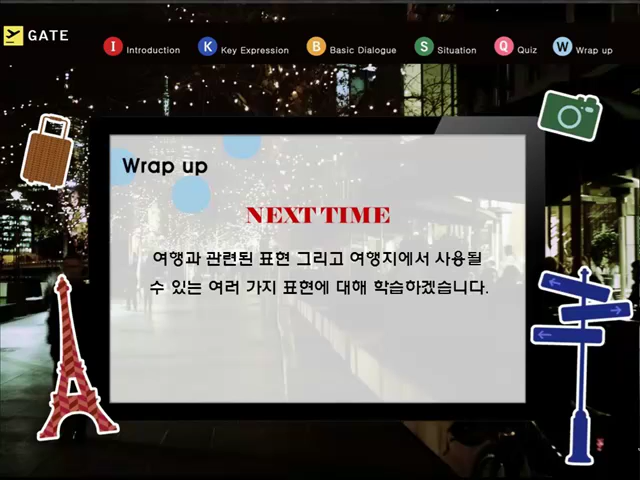 GATE
I Introduction K Key Expression B Basic Dialogue S Situation Q Quiz W Wrap up
Wrap up
NEXT TIME
여행과 관련된 표현 그리고 여행지에서 사용될
수 있는 여러 가지 표현에 대해 학습하겠습니다.